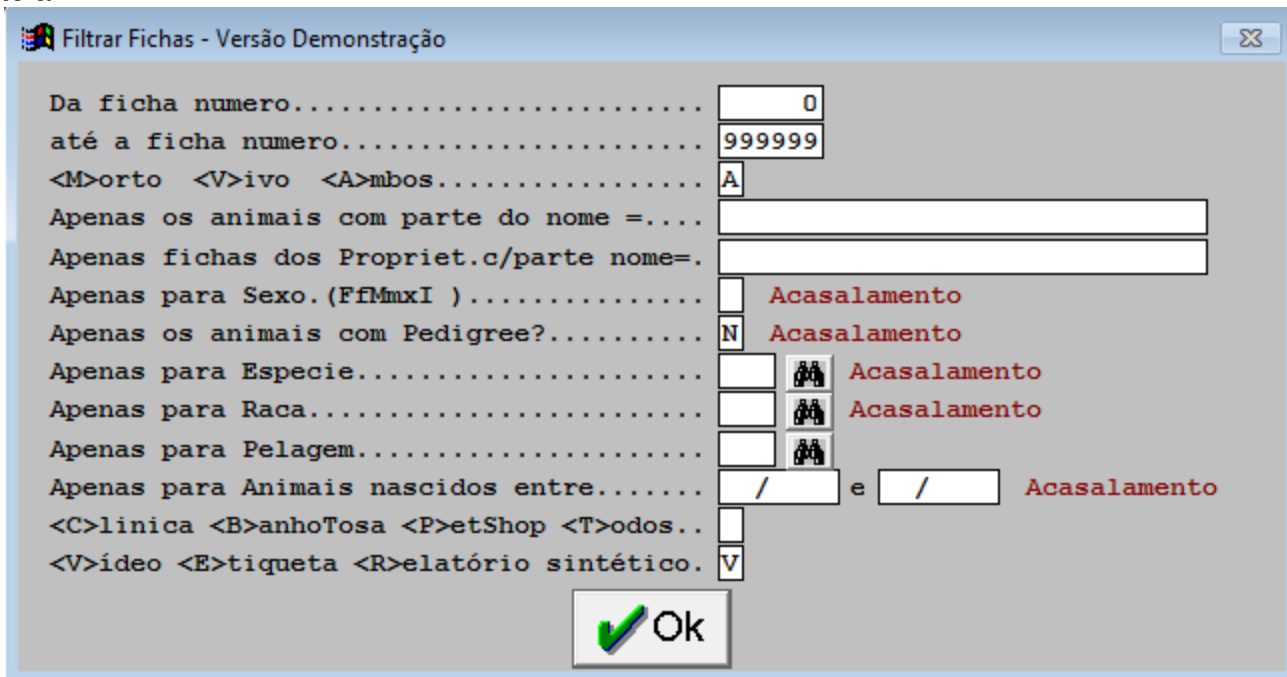 Filtrar Fichas - Versão Demonstração
Da ficha numero.......................... 0
até a ficha numero....................... 999999
<M>orto <V>ivo <A>mbos................. A
Apenas os animais com parte do nome =....
Apenas fichas dos Propriet.c/parte nome=.
Apenas para Sexo.(FfMmxI )............... Acasalamento
Apenas os animais com Pedigree?.......... N Acasalamento
Apenas para Especie...................... Acasalamento
Apenas para Raca......................... Acasalamento
Apenas para Pelagem......................
Apenas para Animais nascidos entre....... / e / Acasalamento
<C>linica <B>anhoTosa <P>etShop <T>odos..
<V>ídeo <E>tiqueta <R>elatório sintético. V
Ok